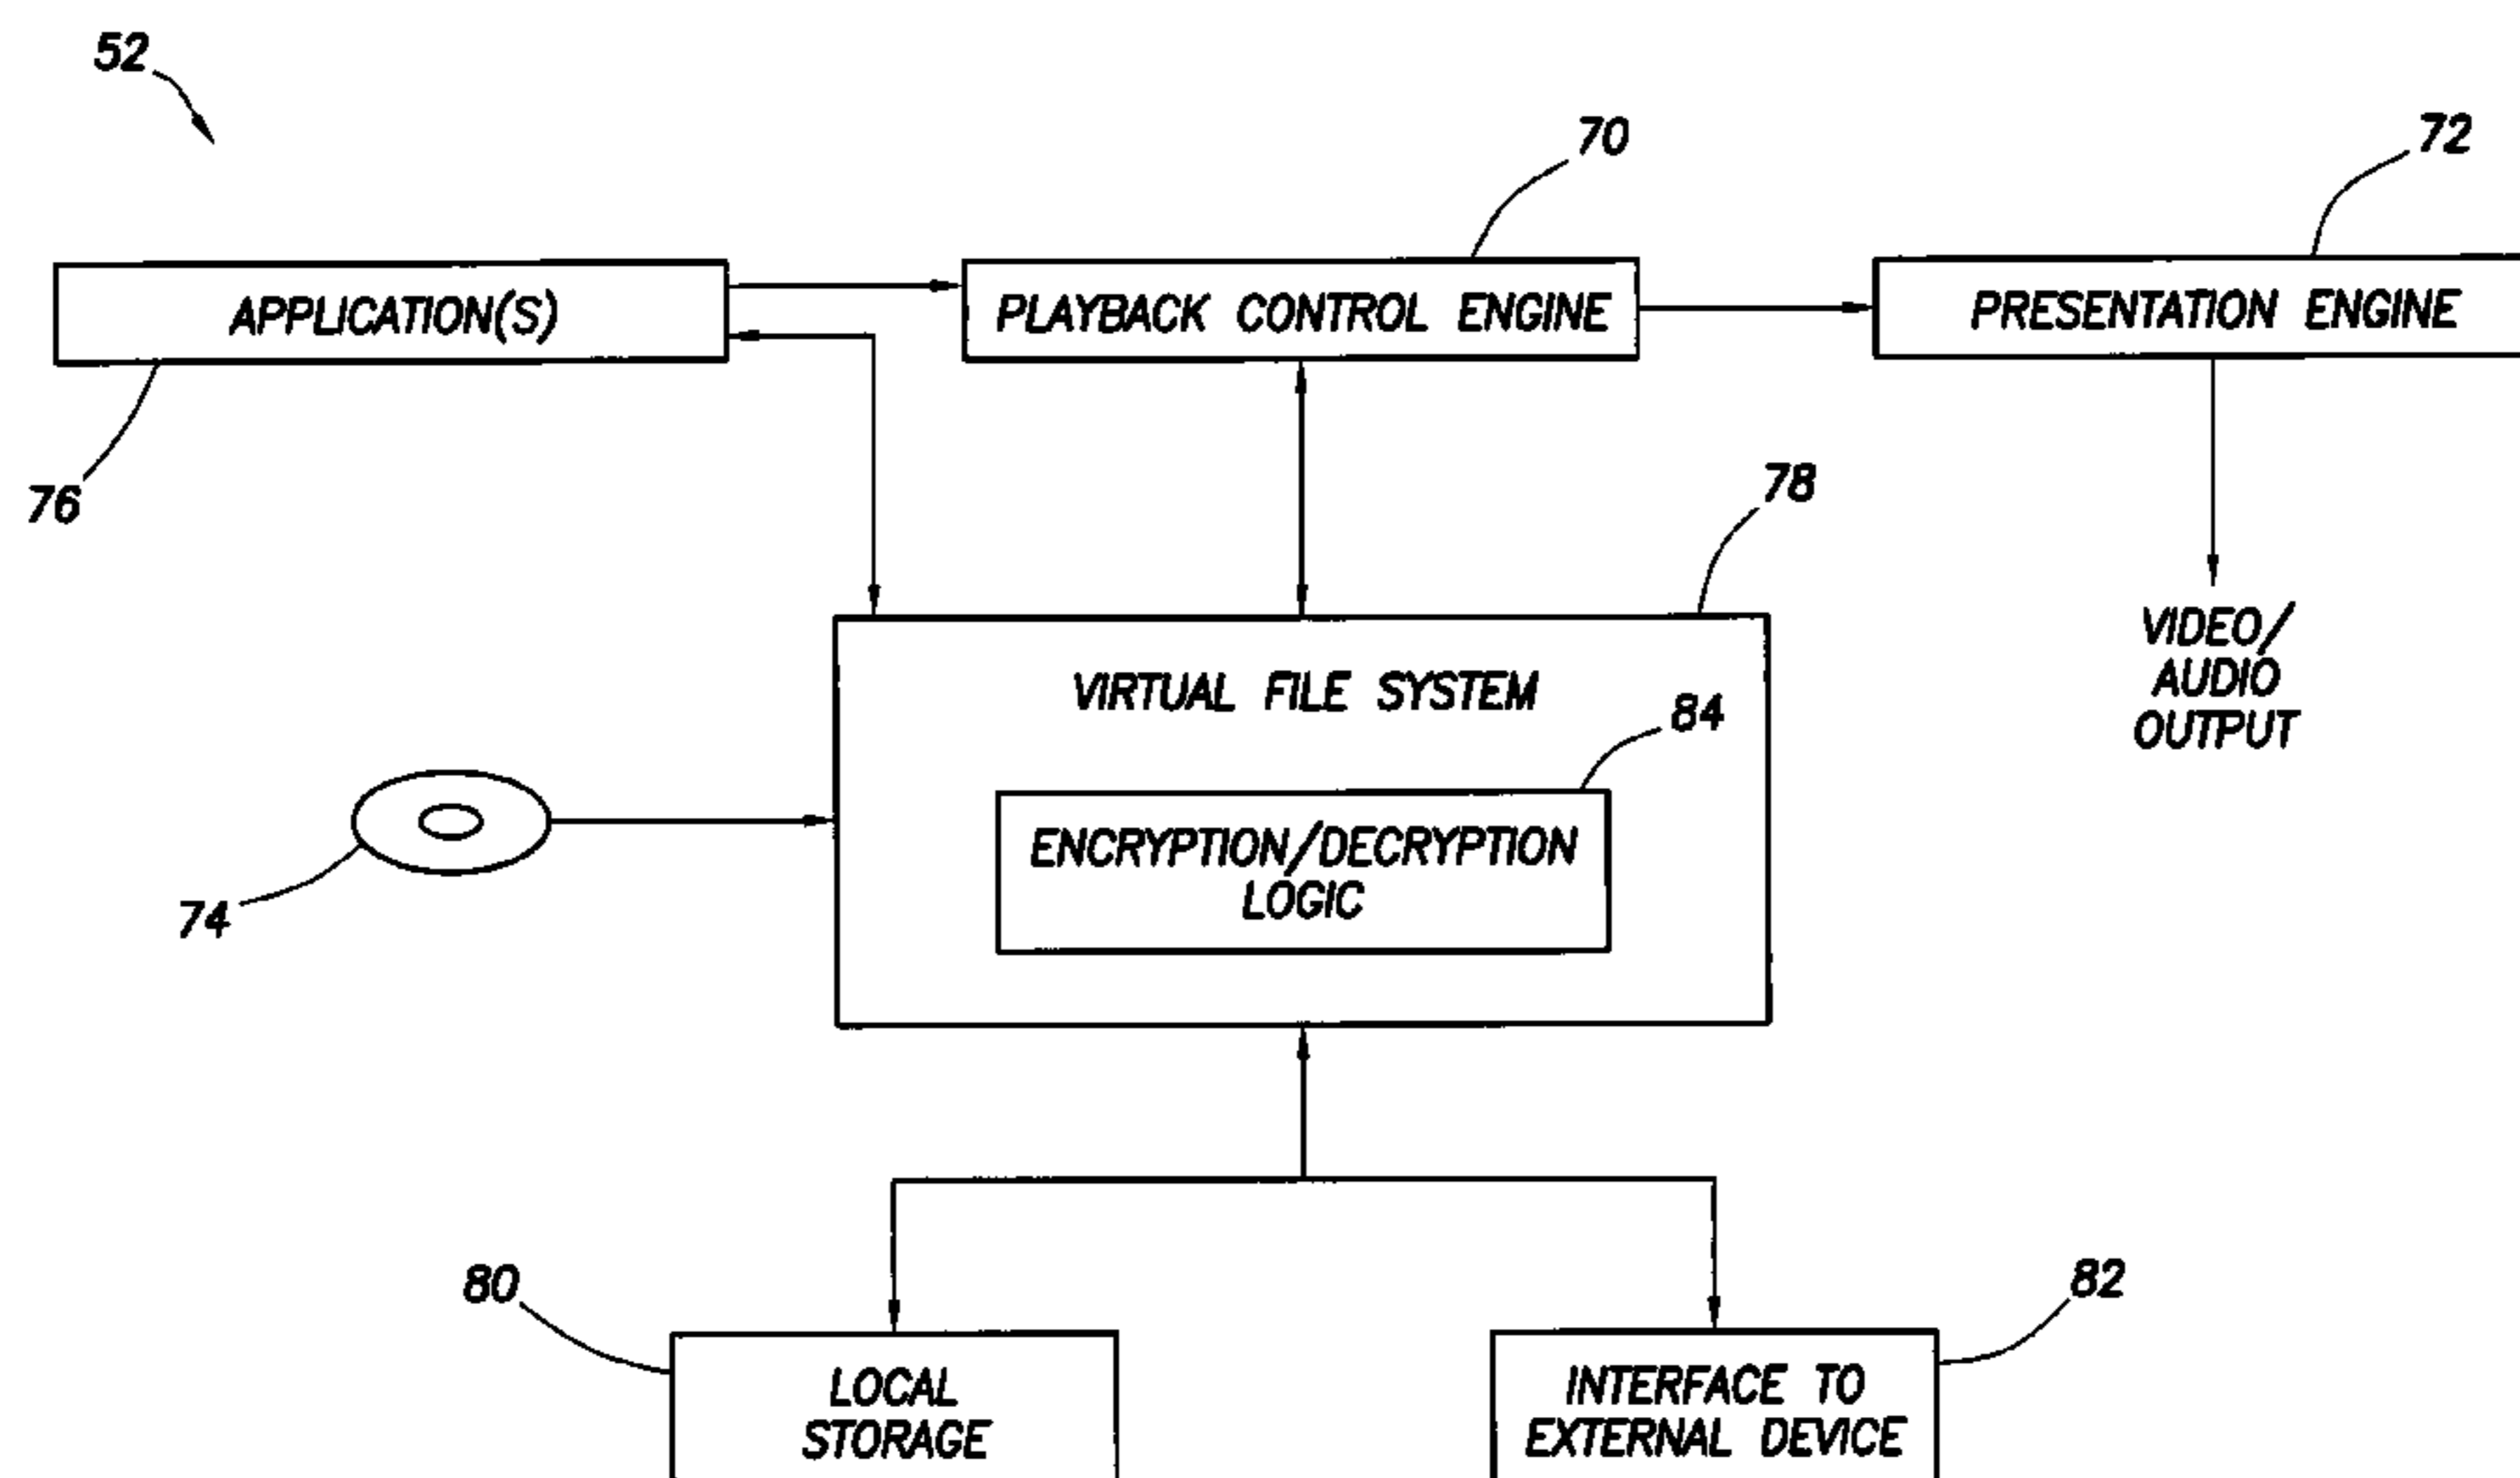 52
70
72
APPLICATION(S)
PLAYBACK CONTROL ENGINE
PRESENTATION ENGINE
76
78
VIDEO/
AUDIO
OUTPUT
VIRTUAL FILE SYSTEM
84
ENCRYPTION/DECRYPTION
LOGIC
74
80
82
LOCAL
STORAGE
INTERFACE TO
EXTERNAL DEVICE